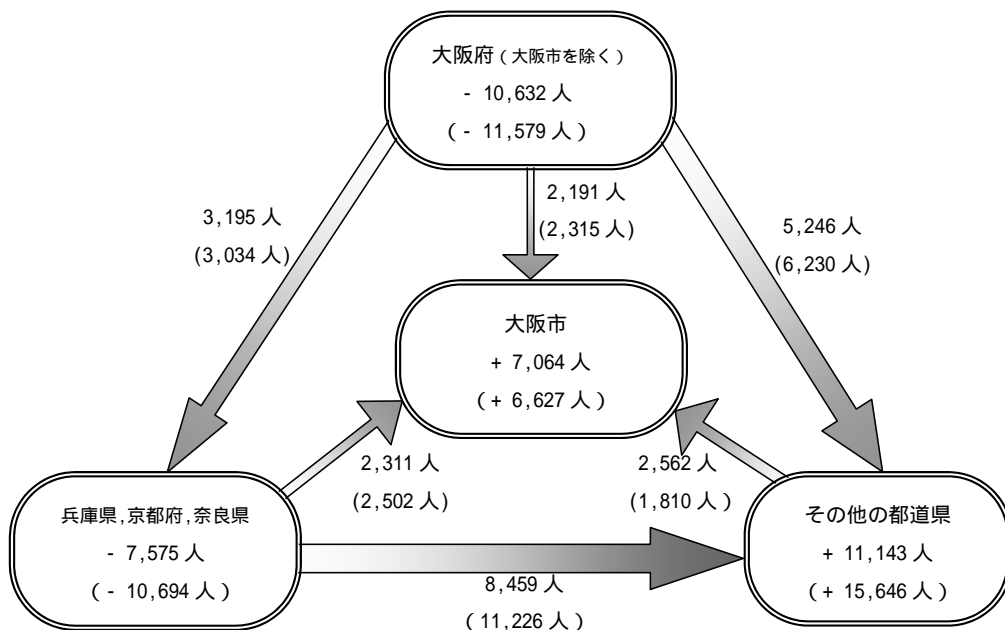 大阪府(大阪市を除く)
- 10,632 人
(- 11,579 人)
3,195 人
(3,034 人)
2,191 人
(2,315 人)
5,246 人
(6,230 人)
大阪市
+ 7,064 人
(+ 6,627 人)
2,311 人
(2,502 人)
2,562 人
(1,810 人)
兵庫県,京都府,奈良県
- 7,575 人
(- 10,694 人)
8,459 人
(11,226 人)
その他の都道県
+ 11,143 人
(+ 15,646 人)